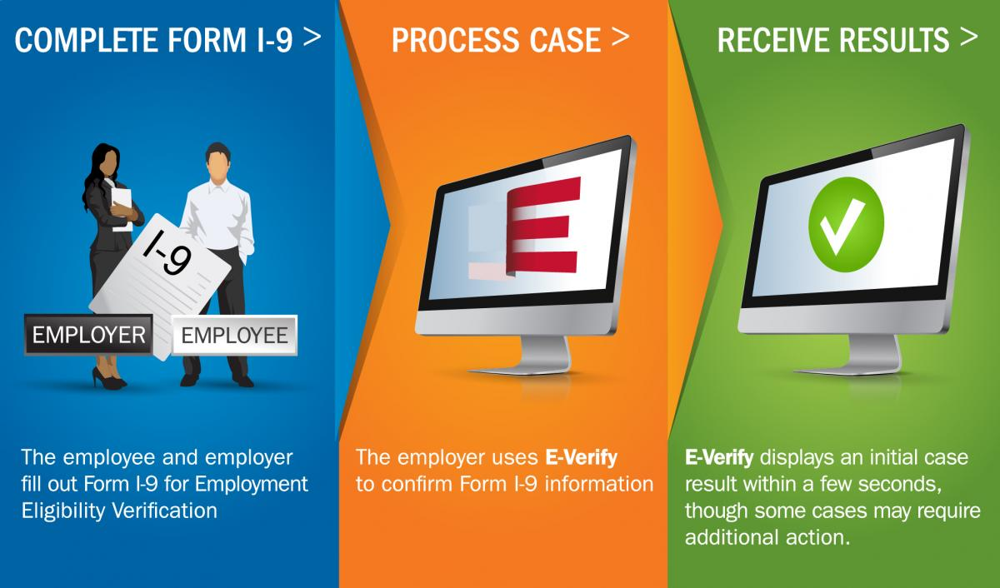 COMPLETE FORM I-9 >
I-9
EMPLOYER
EMPLOYEE
The employee and employer
fill out Form I-9 for Employment
Eligibility Verification
PROCESS CASE >
E
The employer uses E-Verify
to confirm Form I-9 information
RECEIVE RESULTS >
E-Verify displays an initial case
result within a few seconds,
though some cases may require
additional action.